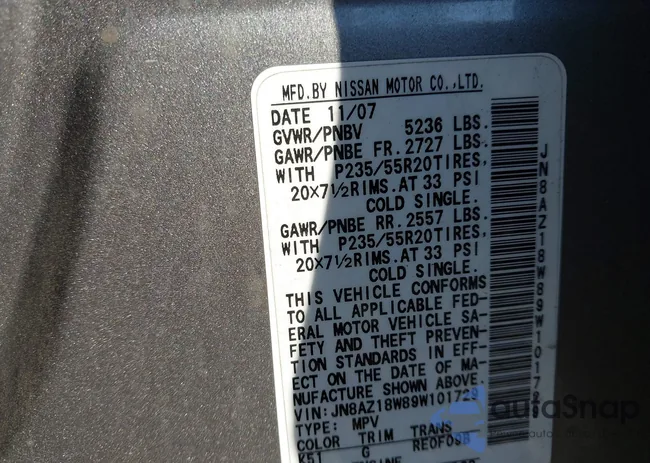 MFD.BY NISSAN MOTOR CO.,LTD.
DATE 11/07
GVWR/PNBV 5236 LBS.
GAWR/PNBE FR. 2727 LBS.
WITH P235/55R20TIRES,
20X7½RIMS.AT 33 PSI
COLD SINGLE.
GAWR/PNBE RR. 2557 LBS.
WITH P235/55R20TIRES,
20X7½RIMS.AT 33 PSI
COLD SINGLE.
THIS VEHICLE CONFORMS
TO ALL APPLICABLE FED-
ERAL MOTOR VEHICLE SA-
FETY AND THEFT PREVEN-
TION STANDARDS IN EFF-
ECT ON THE DATE OF MA-
NUFACTURE SHOWN ABOVE.
VIN:JN8AZ18W89W101729
TYPE: MPV
COLOR TRIM TRANS
K51 G RE0F09B
JN8AZ18W89W10172
autoSnap